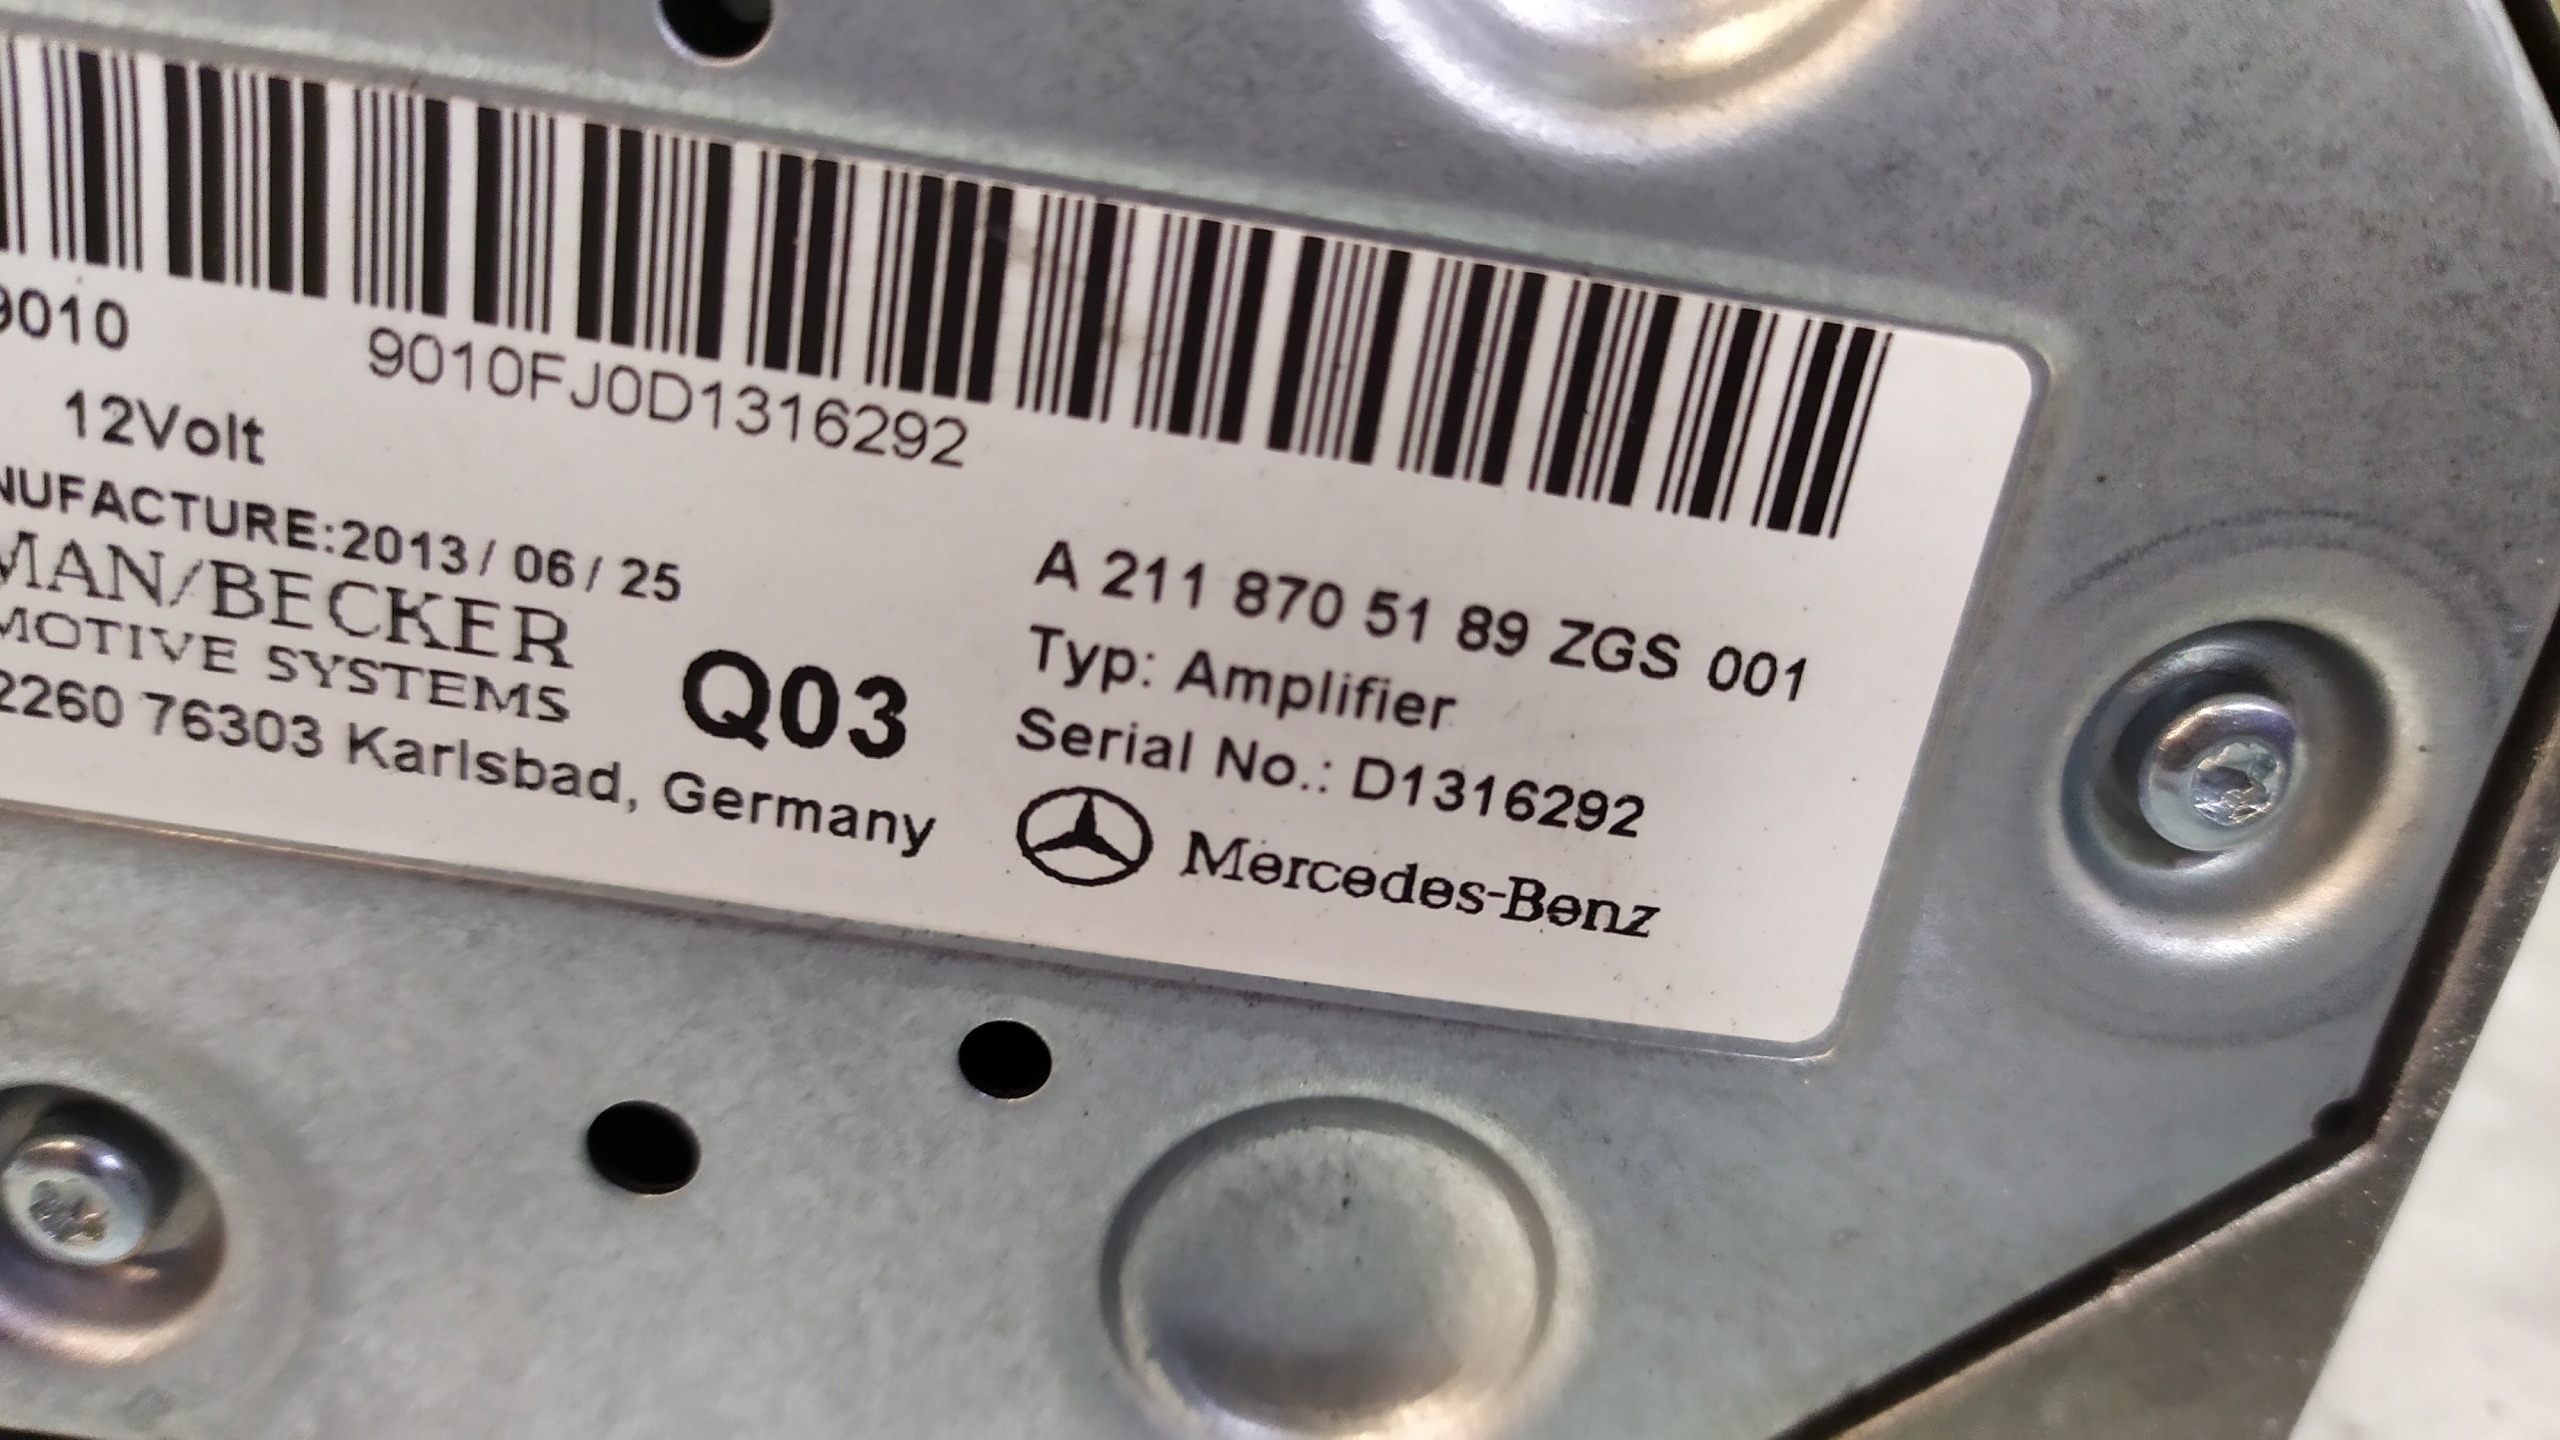 9010
9010FJ0D1316292
12Volt
NUFACTURE:2013/ 06 / 25
MAN/BECKER
MOTIVE SYSTEMS
2260 76303 Karlsbad, Germany
Q03
A 211 870 51 89 ZGS 001
Typ: Amplifier
Serial No.: D1316292
Mercedes-Benz